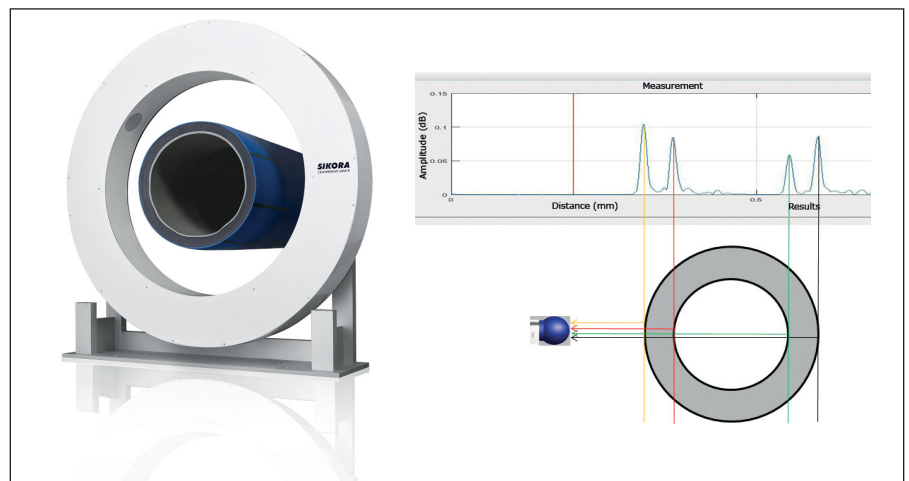 SIKORA
Measurement
0.15
0.1
0.05
0
Amplitude (dB)
0
Distance (mm)
0.5
Results